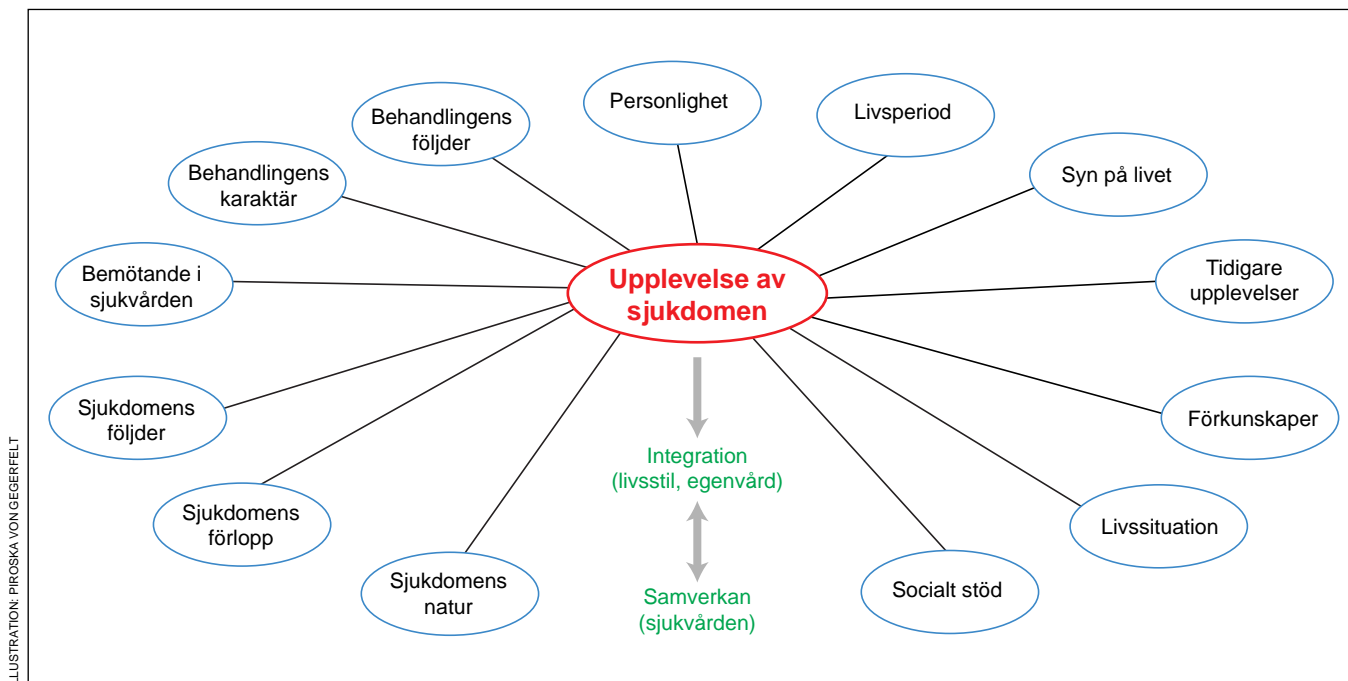 Personlighet
Livsperiod
Behandlingens
följder
Syn på livet
Behandlingens
karaktär
Bemötande i
sjukvården
Upplevelse av
sjukdomen
Tidigare
upplevelser
Sjukdomens
följder
Förkunskaper
Integration
(livsstil, egenvård)
Sjukdomens
förlopp
Livssituation
Sjukdomens
natur
Samverkan
(sjukvården)
Socialt stöd
LLUSTRATION: PIROSKA VON GEGERFELT